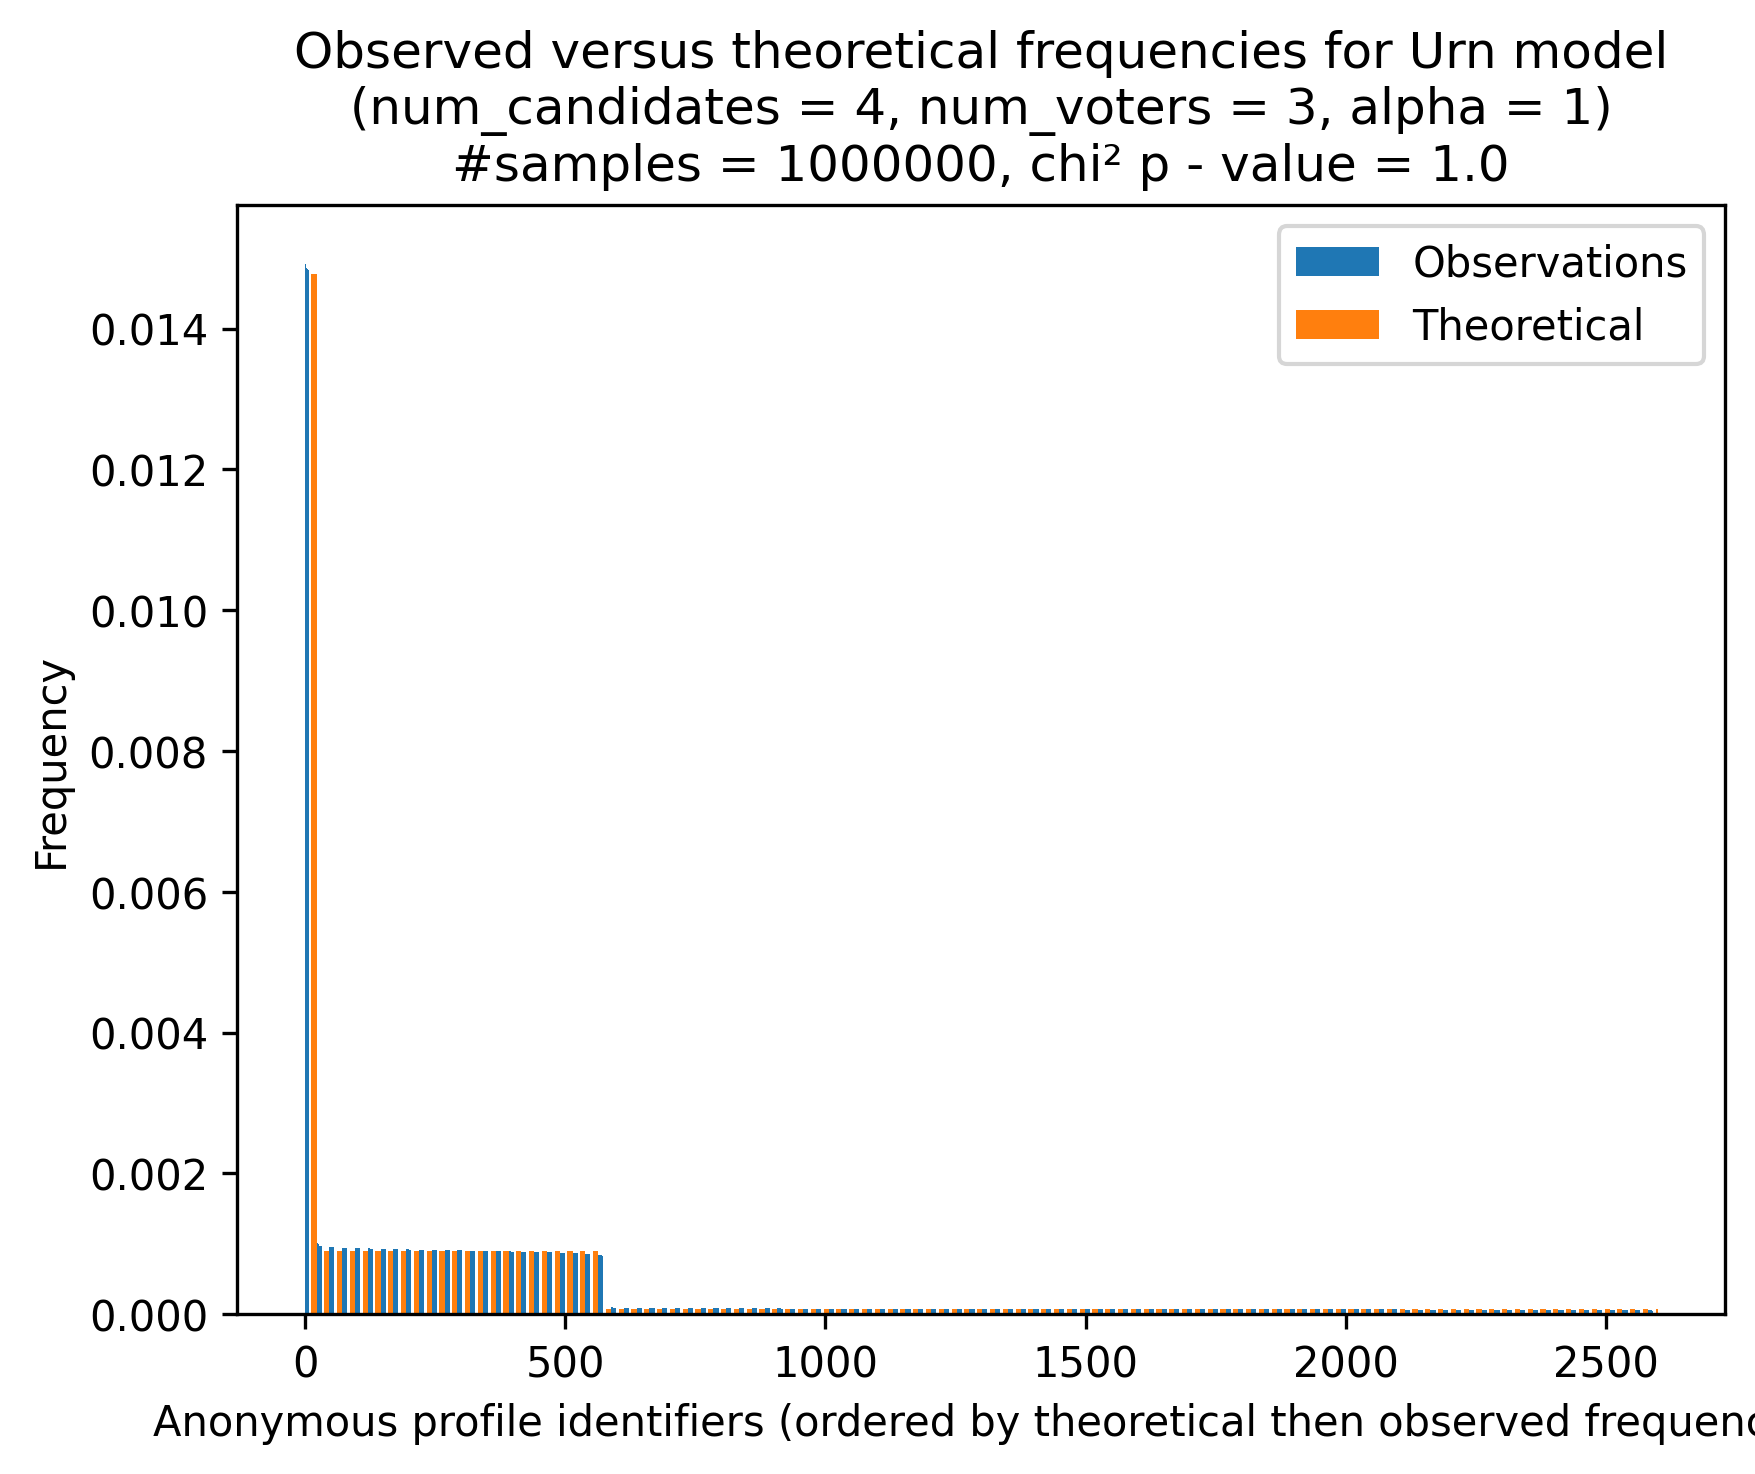 Observed versus theoretical frequencies for Urn model
(num_candidates = 4, num_voters = 3, alpha = 1)
#samples = 1000000, chi² p - value = 1.0
Observations
Theoretical
0.014
0.012
0.010
0.008
0.006
0.004
0.002
0.000
Frequency
0 500 1000 1500 2000 2500
Anonymous profile identifiers (ordered by theoretical then observed